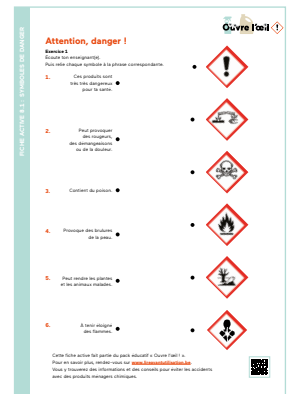 Ouvre l'œil !
FICHE ACTIVE 8.1 : SYMBOLES DE DANGER
Attention, danger !
Exercice 1
Ecoute ton enseignant(e).
Puis relie chaque symbole à la phrase correspondante.
1. Ces produits sont
très très dangereux
pour la santé.
2. Peut provoquer
des rougeurs,
des démangeaisons
ou de la douleur.
3. Contient du poison.
4. Provoque des brûlures
de la peau.
5. Peut rendre les plantes
et les animaux malades.
6. À tenir éloigné
des flammes.
Cette fiche active fait partie du pack éducatif « Ouvre l'œil ! ».
Pour en savoir plus, rendez-vous sur
Vous y trouverez des informations et des conseils pour éviter les accidents
avec des produits ménagers chimiques.